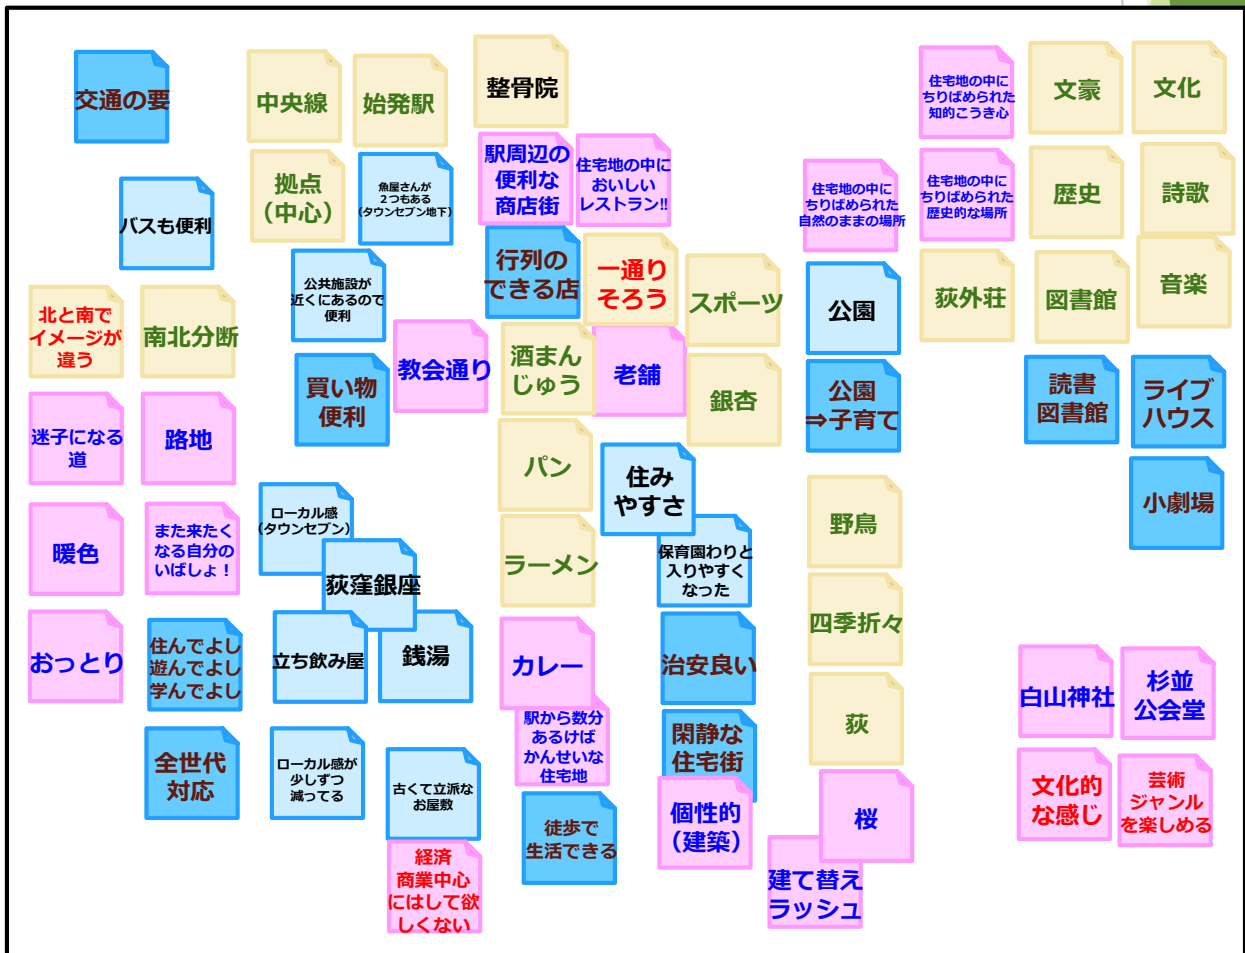 交通の要
中央線
始発駅
整骨院
住宅地の中に
ちりばめられた
知的こうき心
文豪
文化
バスも便利
拠点
（中心）
魚屋さんが
２つもある
（タウンセブン地下）
駅周辺の
便利な
商店街
住宅地の中に
おいしい
レストラン!!
住宅地の中に
ちりばめられた
自然のままの場所
住宅地の中に
ちりばめられた
歴史的な場所
歴史
詩歌
公共施設が
近くにあるので
便利
行列の
できる店
一通り
そろう
スポーツ
公園
荻外荘
図書館
音楽
北と南で
イメージが
違う
南北分断
買い物
便利
教会通り
酒まん
じゅう
老舗
銀杏
公園
⇒子育て
読書
図書館
ライブ
ハウス
迷子になる
道
路地
パン
住み
やすさ
小劇場
暖色
また来たく
なる自分の
いばしょ！
ローカル感
（タウンセブン）
荻窪銀座
ラーメン
保育園わりと
入りやすく
なった
野鳥
おっとり
住んでよし
遊んでよし
学んでよし
立ち飲み屋
銭湯
カレー
治安良い
四季折々
白山神社
杉並
公会堂
全世代
対応
ローカル感が
少しずつ
減ってる
古くて立派な
お屋敷
駅から数分
あるけば
かんせいな
住宅地
閑静な
住宅街
荻
文化的
な感じ
芸術
ジャンル
を楽しめる
経済
商業中心
にはして欲
しくない
徒歩で
生活できる
個性的
（建築）
桜
建て替え
ラッシュ